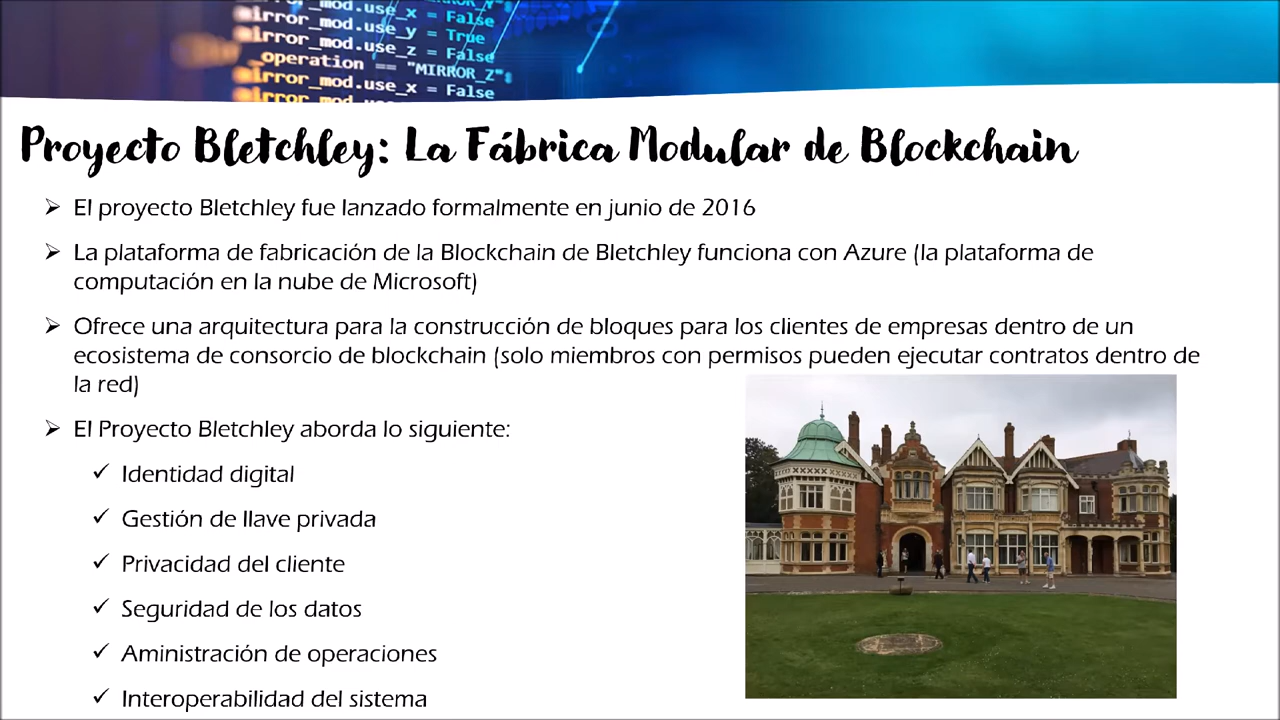 mod.use_x = False
mirror_mod.use_x = False
mirror_mod.use_y = True
mirror_mod.use_z = False
_operation == "MIRROR_Z":
mirror_mod.use_x = False
Proyecto Bletchley: La Fábrica Modular de Blockchain
➢ El proyecto Bletchley fue lanzado formalmente en junio de 2016
➢ La plataforma de fabricación de la Blockchain de Bletchley funciona con Azure (la plataforma de
computación en la nube de Microsoft)
➢ Ofrece una arquitectura para la construcción de bloques para los clientes de empresas dentro de un
ecosistema de consorcio de blockchain (solo miembros con permisos pueden ejecutar contratos dentro de
la red)
➢ El Proyecto Bletchley aborda lo siguiente:
✓ Identidad digital
✓ Gestión de llave privada
✓ Privacidad del cliente
✓ Seguridad de los datos
✓ Aministración de operaciones
✓ Interoperabilidad del sistema